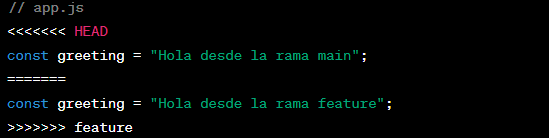 // app.js
<<<<<<< HEAD
const greeting = "Hola desde la rama main";
=======
const greeting = "Hola desde la rama feature";
>>>>>>> feature